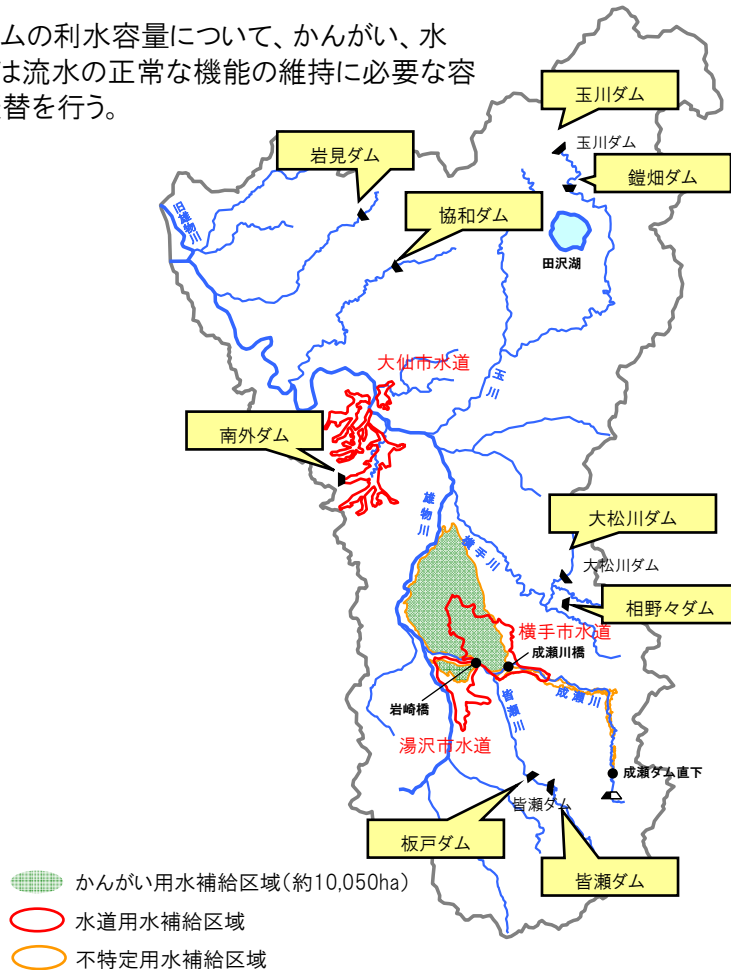 ムの利水容量について、かんがい、水
は流水の正常な機能の維持に必要な容
替を行う。
玉川ダム
玉川ダム
岩見ダム
鎧畑ダム
協和ダム
旧雄物川
田沢湖
大仙市水道
玉川
南外ダム
雄物川
横手川
大松川ダム
大松川ダム
相野々ダム
横手市水道
成瀬川橋
岩崎橋
皆瀬川
成瀬川
湯沢市水道
成瀬ダム直下
皆瀬ダム
板戸ダム
皆瀬ダム
かんがい用水補給区域(約10,050ha)
水道用水補給区域
不特定用水補給区域